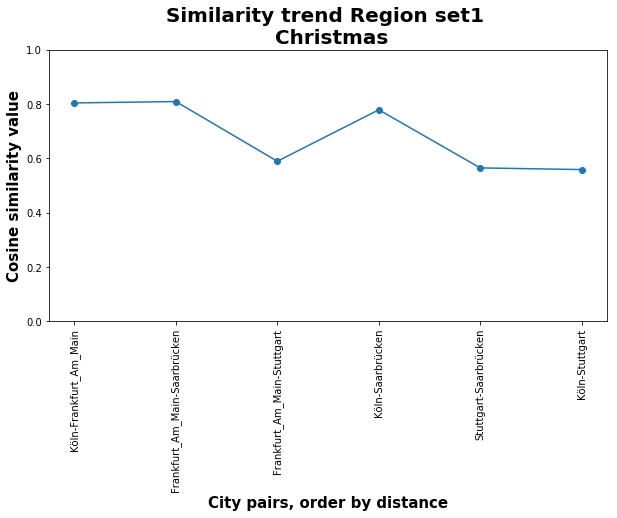 Similarity trend Region set1
Christmas
Cosine similarity value
1.0
0.8
0.6
0.4
0.2
0.0
Köln-Frankfurt_Am_Main
Frankfurt_Am_Main-Saarbrücken
Frankfurt_Am_Main-Stuttgart
Köln-Saarbrücken
Stuttgart-Saarbrücken
Köln-Stuttgart
City pairs, order by distance